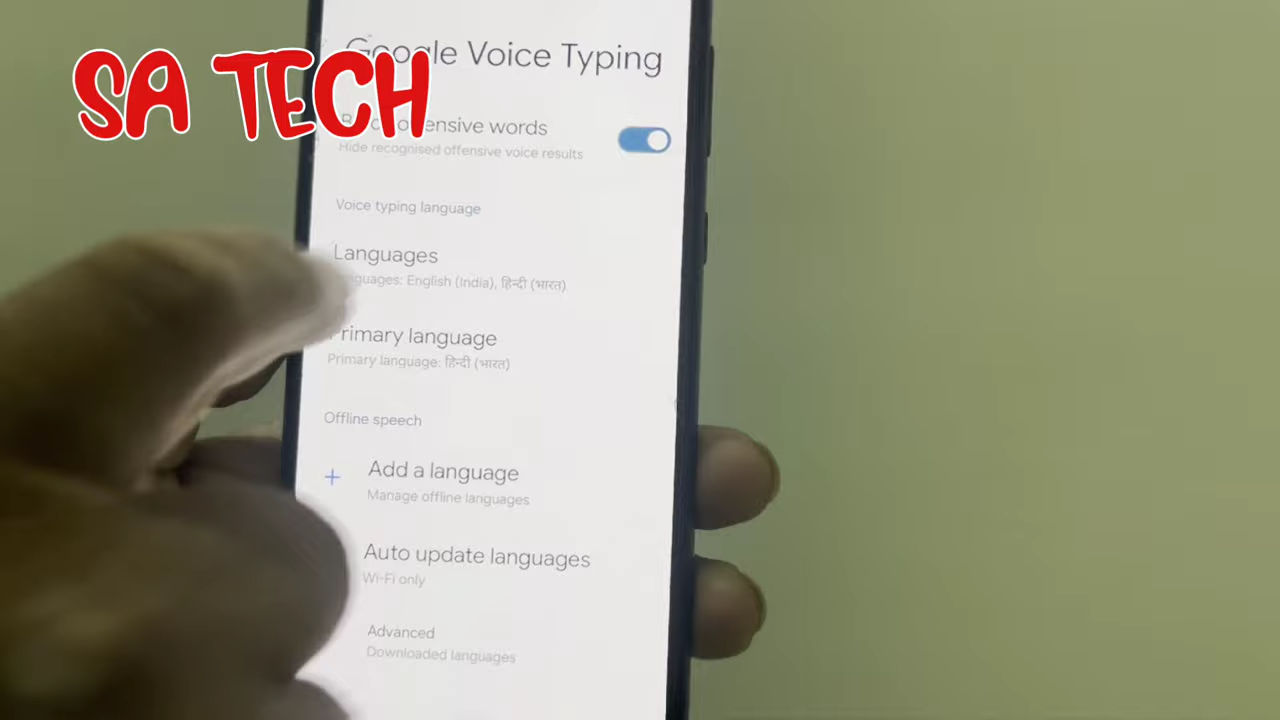 SA TECH
Google Voice Typing
offensive words
Hide recognised offensive voice results
Voice typing language
Languages
English (India), हिन्दी (भारत)
Primary language
Primary language: हिन्दी (भारत)
Offline speech
+ Add a language
Manage offline languages
Auto update languages
Wi-Fi only
Advanced
Downloaded languages